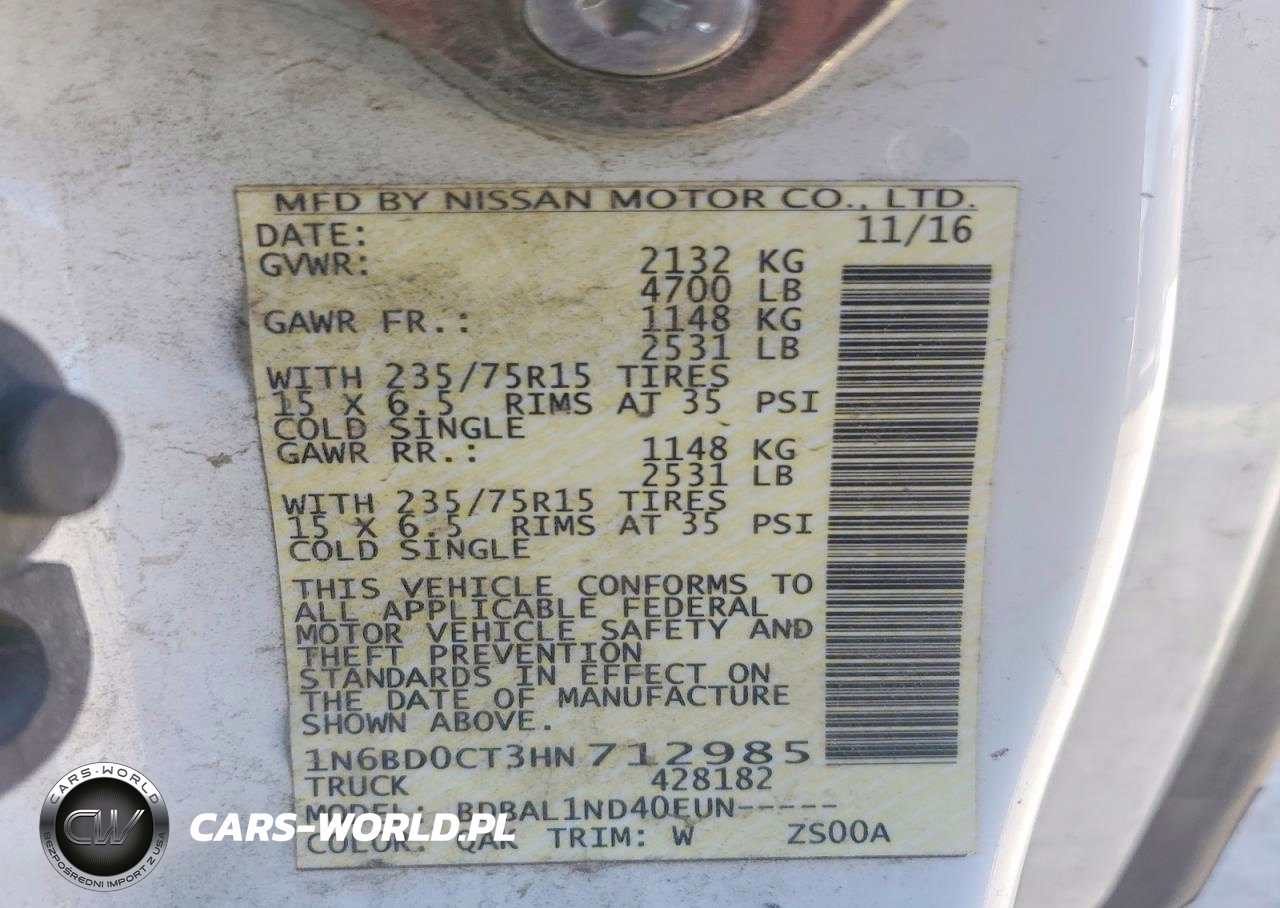 MFD BY NISSAN MOTOR CO., LTD.
DATE: 11/16
GVWR: 2132 KG
4700 LB
GAWR FR.: 1148 KG
2531 LB
WITH 235/75R15 TIRES
15 X 6.5 RIMS AT 35 PSI
COLD SINGLE
GAWR RR.: 1148 KG
2531 LB
WITH 235/75R15 TIRES
15 X 6.5 RIMS AT 35 PSI
COLD SINGLE
THIS VEHICLE CONFORMS TO
ALL APPLICABLE FEDERAL
MOTOR VEHICLE SAFETY AND
THEFT PREVENTION
STANDARDS IN EFFECT ON
THE DATE OF MANUFACTURE
SHOWN ABOVE.
1N6BD0CT3HN712985
TRUCK 428182
MODEL: BDBAL1ND40EUN-----
COLOR: QAK TRIM: W ZS00A
CARS-WORLD
CW
BEZPOŚREDNI IMPORT Z USA
CARS-WORLD.PL